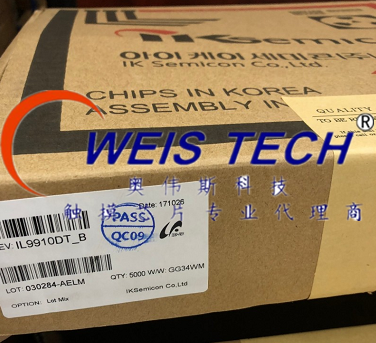 IKSemicon
아이케이세미콘주
IK Semicon Co.,Ltd.
CHIPS IN KOREA
ASSEMBLY IN
QUALITY
TO BE
WEIS TECH
奥伟斯科技
触摸 片专业代理商
Date: 171026
PASS
QC09
EV: IL9910DT_B
QTY: 5000 W/W: GG34WM
LOT: 030284-AELM
IKSemicon Co.,Ltd
OPTION: Lot Mix